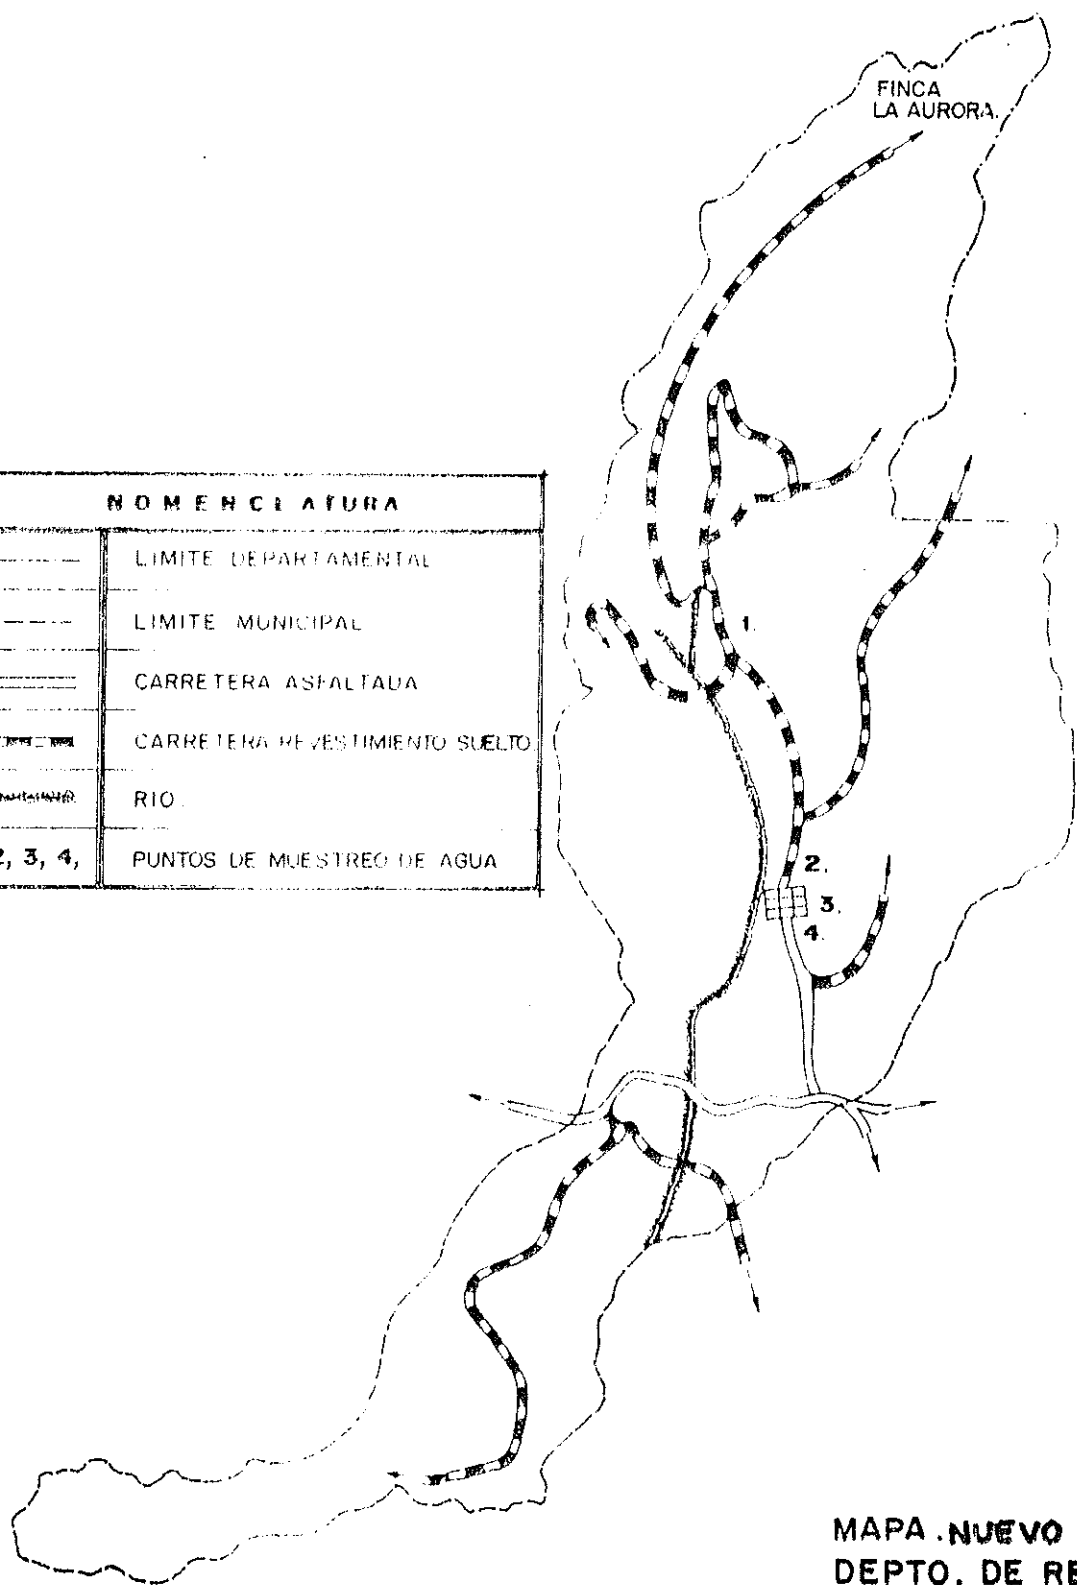 FINCA
LA AURORA.
NOMENCLATURA
LIMITE DEPARTAMENTAL
LIMITE MUNICIPAL
CARRETERA ASFALTADA
CARRETERA REVESTIMIENTO SUELTO
RIO.
2, 3, 4,
PUNTOS DE MUESTREO DE AGUA
1.
2.
3.
4.
MAPA. NUEVO
DEPTO. DE RE